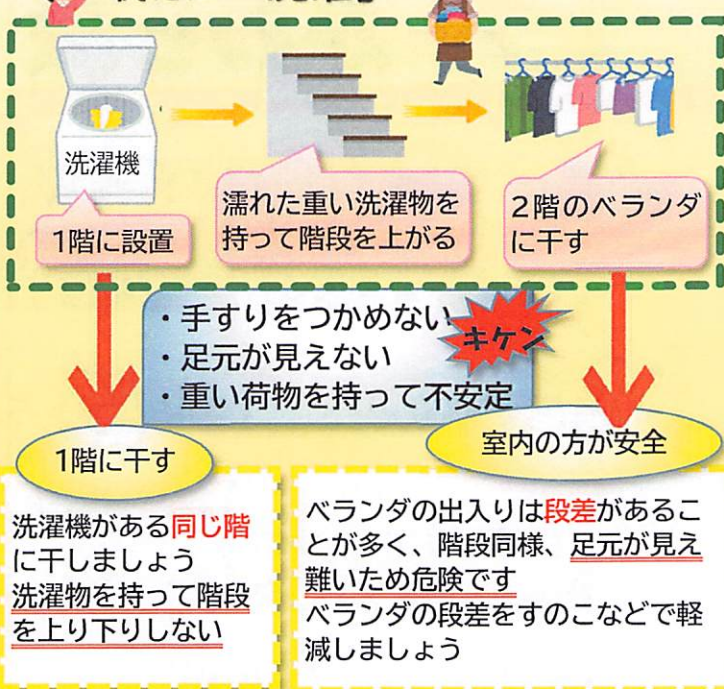 洗濯機
1階に設置
濡れた重い洗濯物を
持って階段を上がる
2階のベランダ
に干す
・手すりをつかめない
・足元が見えない
・重い荷物を持って不安定
キケン
1階に干す
洗濯機がある同じ階
に干しましょう
洗濯物を持って階段
を上り下りしない
室内の方が安全
ベランダの出入りは段差があるこ
とが多く、階段同様、足元が見え
難いため危険です
ベランダの段差をすのこなどで軽
減しましょう